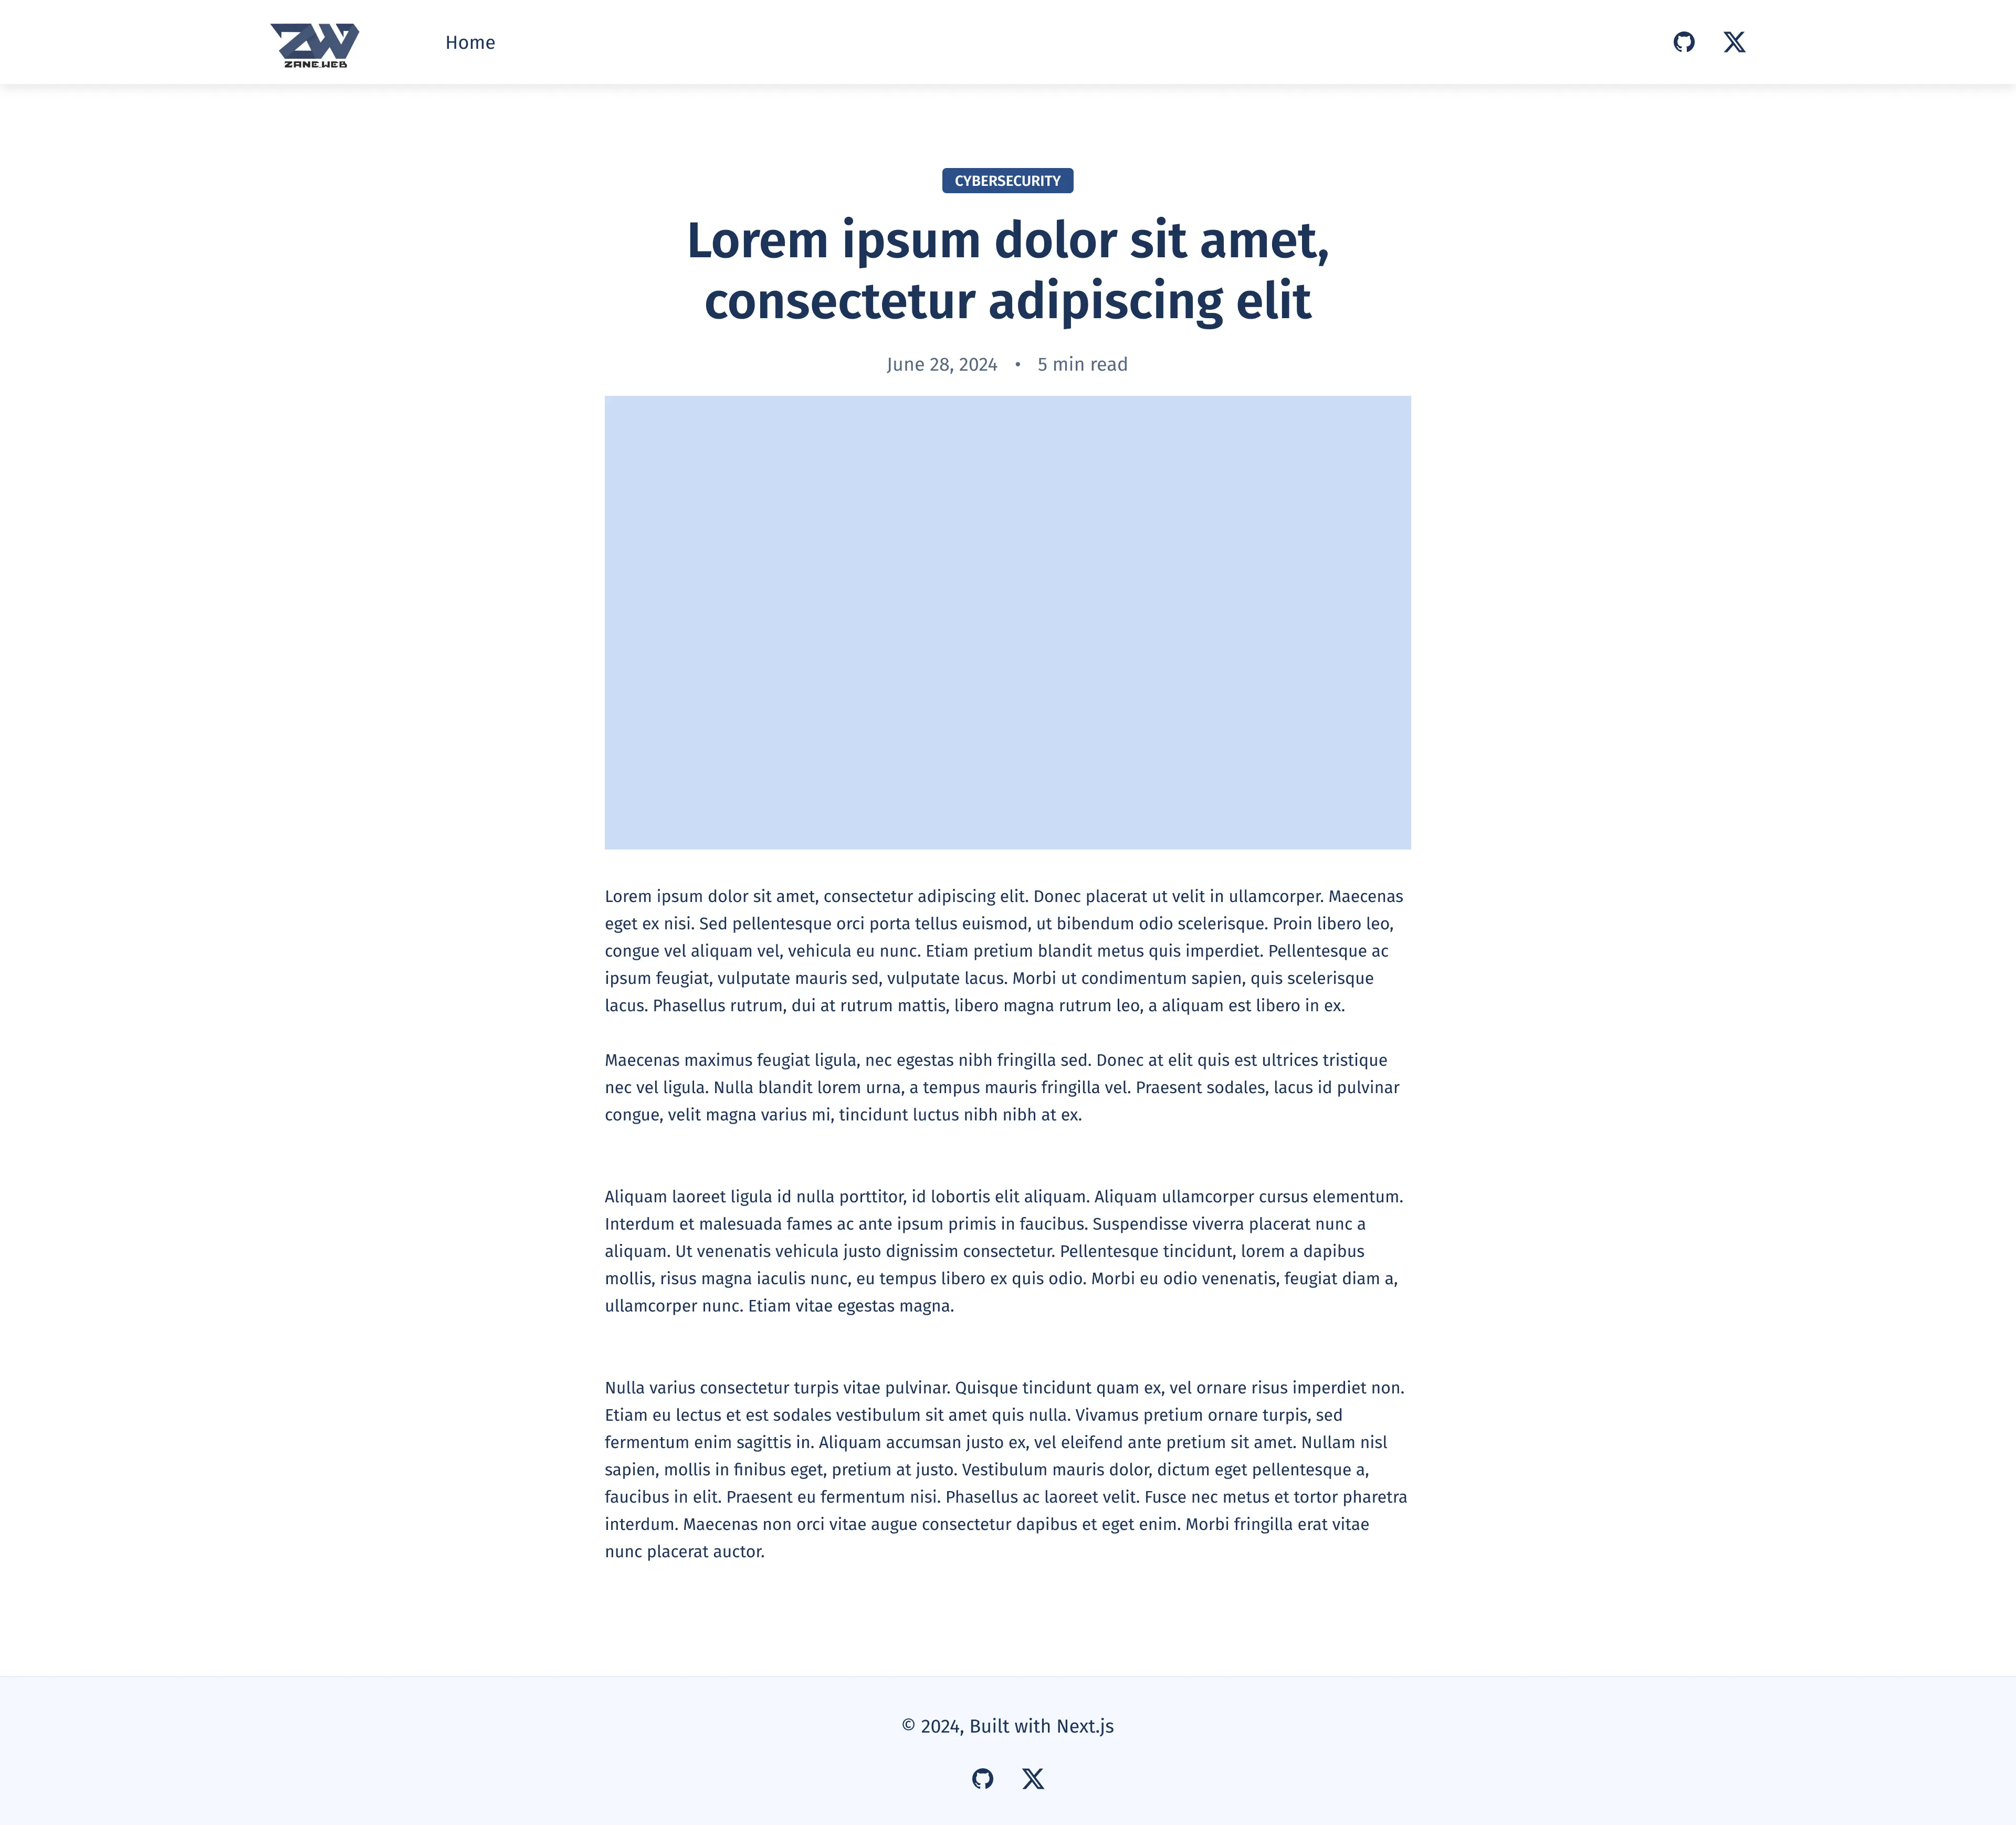 ZW
ZANE.WEB
Home
CYBERSECURITY
Lorem ipsum dolor sit amet,
consectetur adipiscing elit
June 28, 2024 • 5 min read
Lorem ipsum dolor sit amet, consectetur adipiscing elit. Donec placerat ut velit in ullamcorper. Maecenas
eget ex nisi. Sed pellentesque orci porta tellus euismod, ut bibendum odio scelerisque. Proin libero leo,
congue vel aliquam vel, vehicula eu nunc. Etiam pretium blandit metus quis imperdiet. Pellentesque ac
ipsum feugiat, vulputate mauris sed, vulputate lacus. Morbi ut condimentum sapien, quis scelerisque
lacus. Phasellus rutrum, dui at rutrum mattis, libero magna rutrum leo, a aliquam est libero in ex.
Maecenas maximus feugiat ligula, nec egestas nibh fringilla sed. Donec at elit quis est ultrices tristique
nec vel ligula. Nulla blandit lorem urna, a tempus mauris fringilla vel. Praesent sodales, lacus id pulvinar
congue, velit magna varius mi, tincidunt luctus nibh nibh at ex.
Aliquam laoreet ligula id nulla porttitor, id lobortis elit aliquam. Aliquam ullamcorper cursus elementum.
Interdum et malesuada fames ac ante ipsum primis in faucibus. Suspendisse viverra placerat nunc a
aliquam. Ut venenatis vehicula justo dignissim consectetur. Pellentesque tincidunt, lorem a dapibus
mollis, risus magna iaculis nunc, eu tempus libero ex quis odio. Morbi eu odio venenatis, feugiat diam a,
ullamcorper nunc. Etiam vitae egestas magna.
Nulla varius consectetur turpis vitae pulvinar. Quisque tincidunt quam ex, vel ornare risus imperdiet non.
Etiam eu lectus et est sodales vestibulum sit amet quis nulla. Vivamus pretium ornare turpis, sed
fermentum enim sagittis in. Aliquam accumsan justo ex, vel eleifend ante pretium sit amet. Nullam nisl
sapien, mollis in finibus eget, pretium at justo. Vestibulum mauris dolor, dictum eget pellentesque a,
faucibus in elit. Praesent eu fermentum nisi. Phasellus ac laoreet velit. Fusce nec metus et tortor pharetra
interdum. Maecenas non orci vitae augue consectetur dapibus et eget enim. Morbi fringilla erat vitae
nunc placerat auctor.
© 2024, Built with Next.js